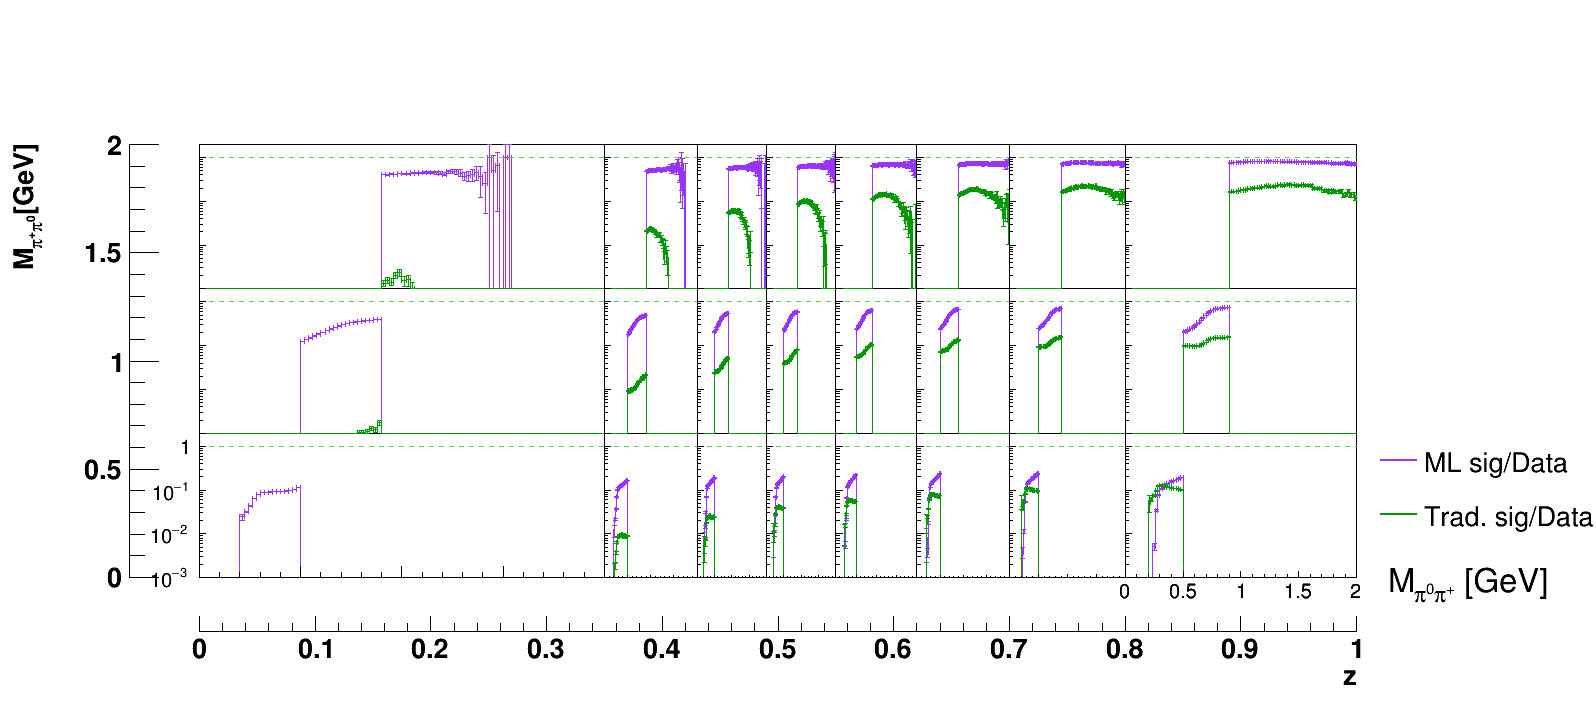 M π⁺π⁰ [GeV]
2
1.5
1
0.5
0
1
10⁻¹
10⁻²
10⁻³
ML sig/Data
Trad. sig/Data
0 0.5 1 1.5 2
M π⁰π⁺ [GeV]
0 0.1 0.2 0.3 0.4 0.5 0.6 0.7 0.8 0.9 1
z